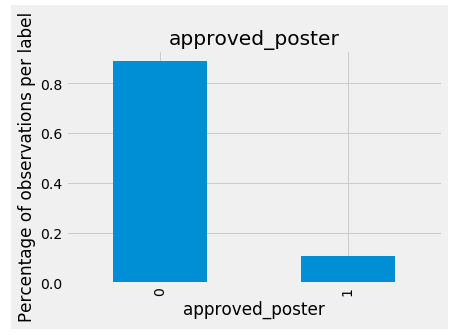 approved_poster
Percentage of observations per label
0.8
0.6
0.4
0.2
0.0
0
1
approved_poster